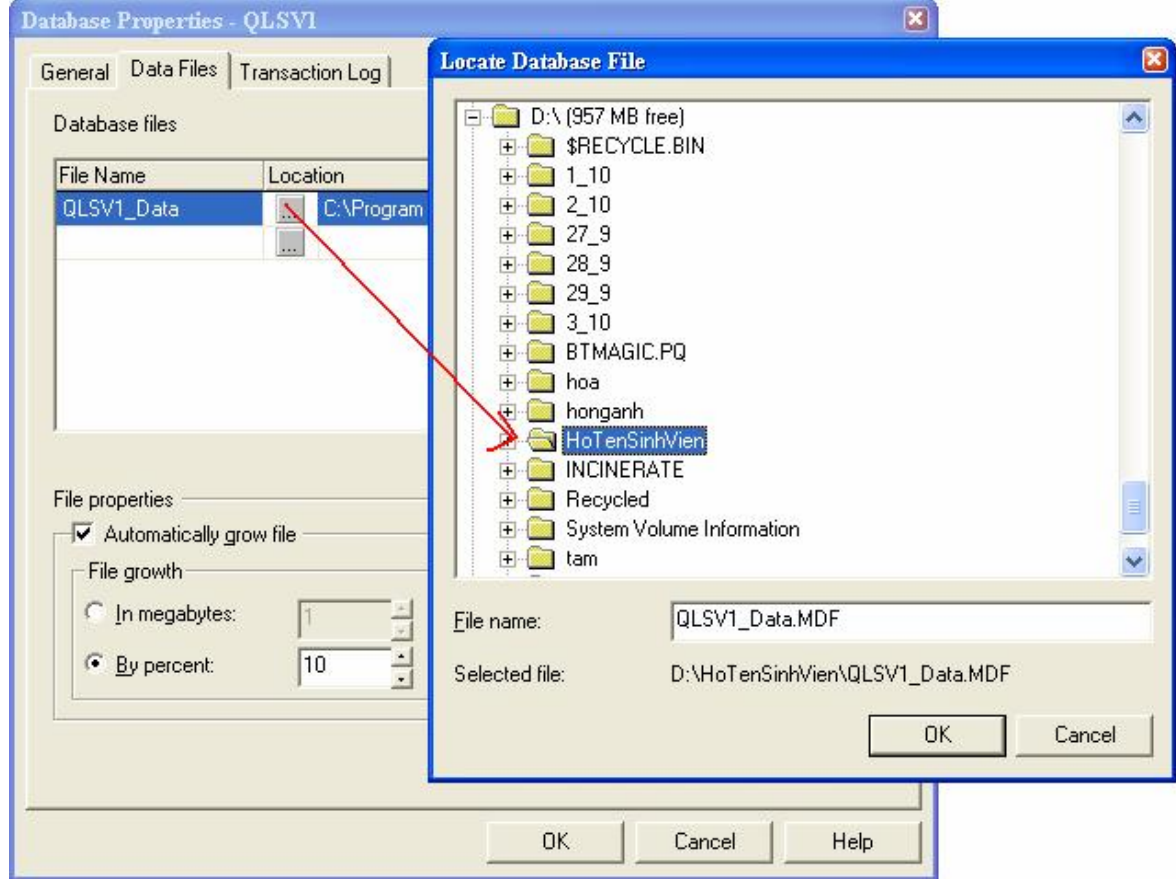 Database Properties - QLSV1
General Data Files Transaction Log
Database files
File Name Location
QLSV1_Data ... C:\Program
...
File properties
Automatically grow file
File growth
In megabytes: 1
By percent: 10
OK Cancel Help
Locate Database File
D:\ (957 MB free)
$RECYCLE.BIN
1_10
2_10
27_9
28_9
29_9
3_10
BTMAGIC.PQ
hoa
honganh
HoTenSinhVien
INCINERATE
Recycled
System Volume Information
tam
File name: QLSV1_Data.MDF
Selected file: D:\HoTenSinhVien\QLSV1_Data.MDF
OK Cancel